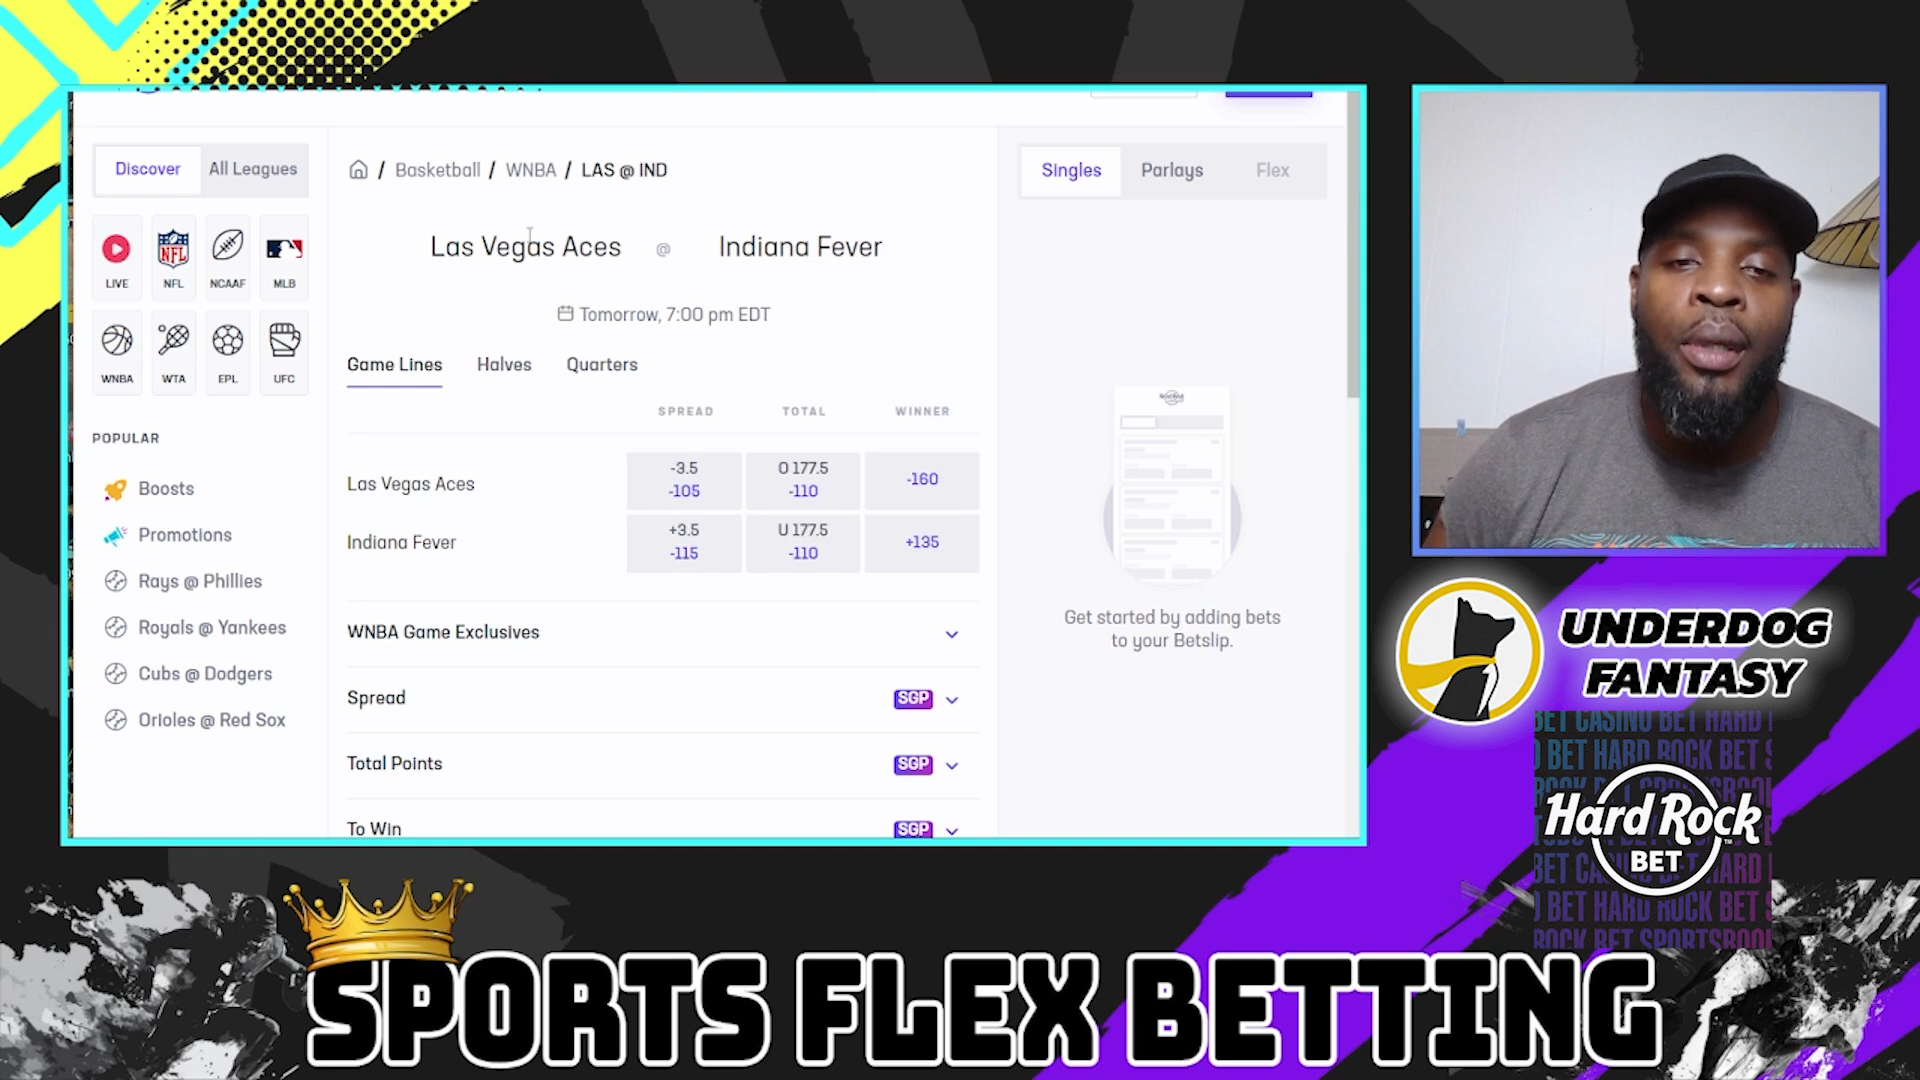 Discover
All Leagues
LIVE
NFL
NCAAF
MLB
WNBA
WTA
EPL
UFC
POPULAR
Boosts
Promotions
Rays @ Phillies
Royals @ Yankees
Cubs @ Dodgers
Orioles @ Red Sox
/ Basketball / WNBA / LAS @ IND
Las Vegas Aces @ Indiana Fever
Tomorrow, 7:00 pm EDT
Game Lines Halves Quarters
SPREAD TOTAL WINNER
Las Vegas Aces
-3.5
-105
O 177.5
-110
-160
Indiana Fever
+3.5
-115
U 177.5
-110
+135
WNBA Game Exclusives
Spread SGP
Total Points SGP
To Win SGP
Singles Parlays Flex
Get started by adding bets
to your Betslip.
UNDERDOG
FANTASY
Hard Rock
BET
SPORTS FLEX BETTING